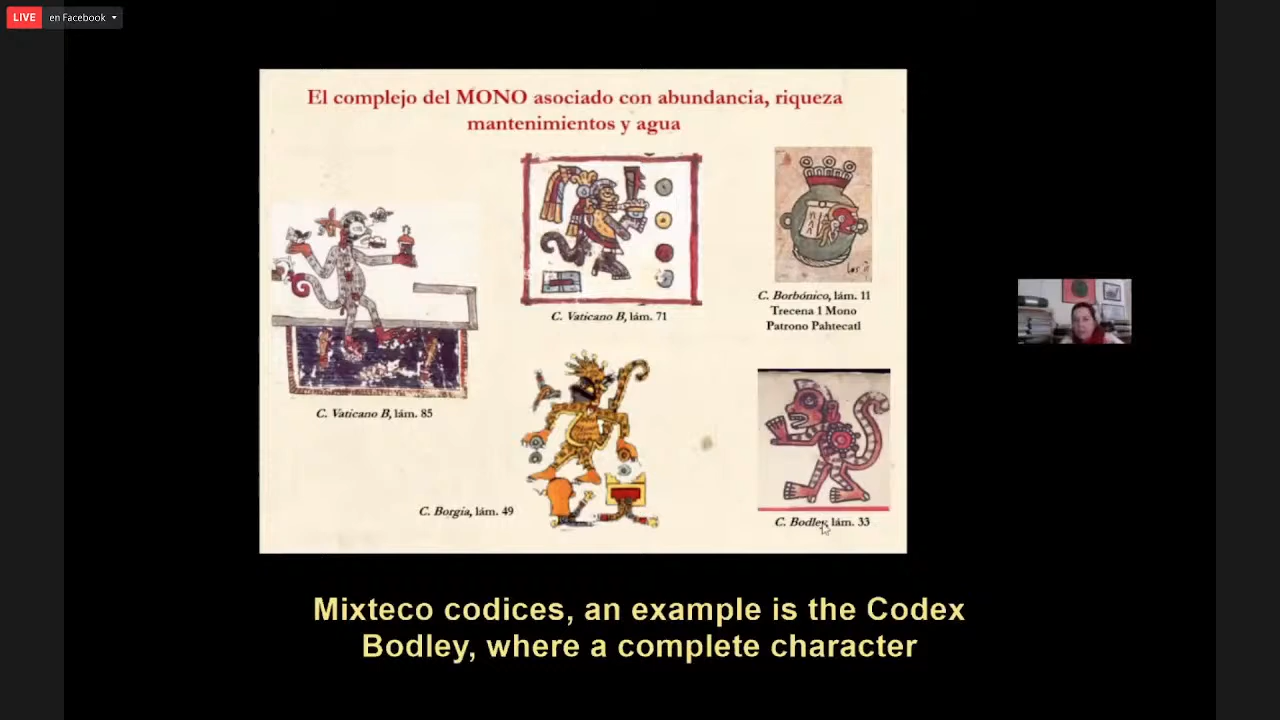 LIVE en Facebook
El complejo del MONO asociado con abundancia, riqueza
mantenimientos y agua
C. Vaticano B, lám. 85
C. Vaticano B, lám. 71
C. Borbónico, lám. 11
Trecena 1 Mono
Patrono Pahtecatl
C. Borgia, lám. 49
C. Bodley, lám. 33
Mixteco codices, an example is the Codex
Bodley, where a complete character